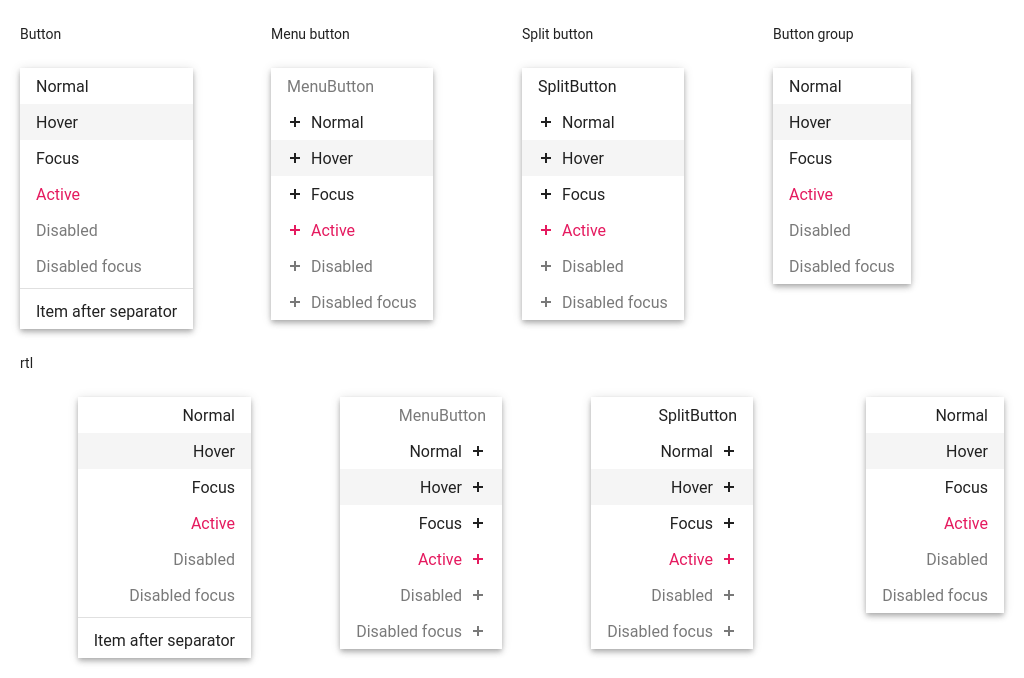 Button
Normal
Hover
Focus
Active
Disabled
Disabled focus
Item after separator
Menu button
MenuButton
+ Normal
+ Hover
+ Focus
+ Active
+ Disabled
+ Disabled focus
Split button
SplitButton
+ Normal
+ Hover
+ Focus
+ Active
+ Disabled
+ Disabled focus
Button group
Normal
Hover
Focus
Active
Disabled
Disabled focus
rtl
Normal
Hover
Focus
Active
Disabled
Disabled focus
Item after separator
MenuButton
Normal +
Hover +
Focus +
Active +
Disabled +
Disabled focus +
SplitButton
Normal +
Hover +
Focus +
Active +
Disabled +
Disabled focus +
Normal
Hover
Focus
Active
Disabled
Disabled focus